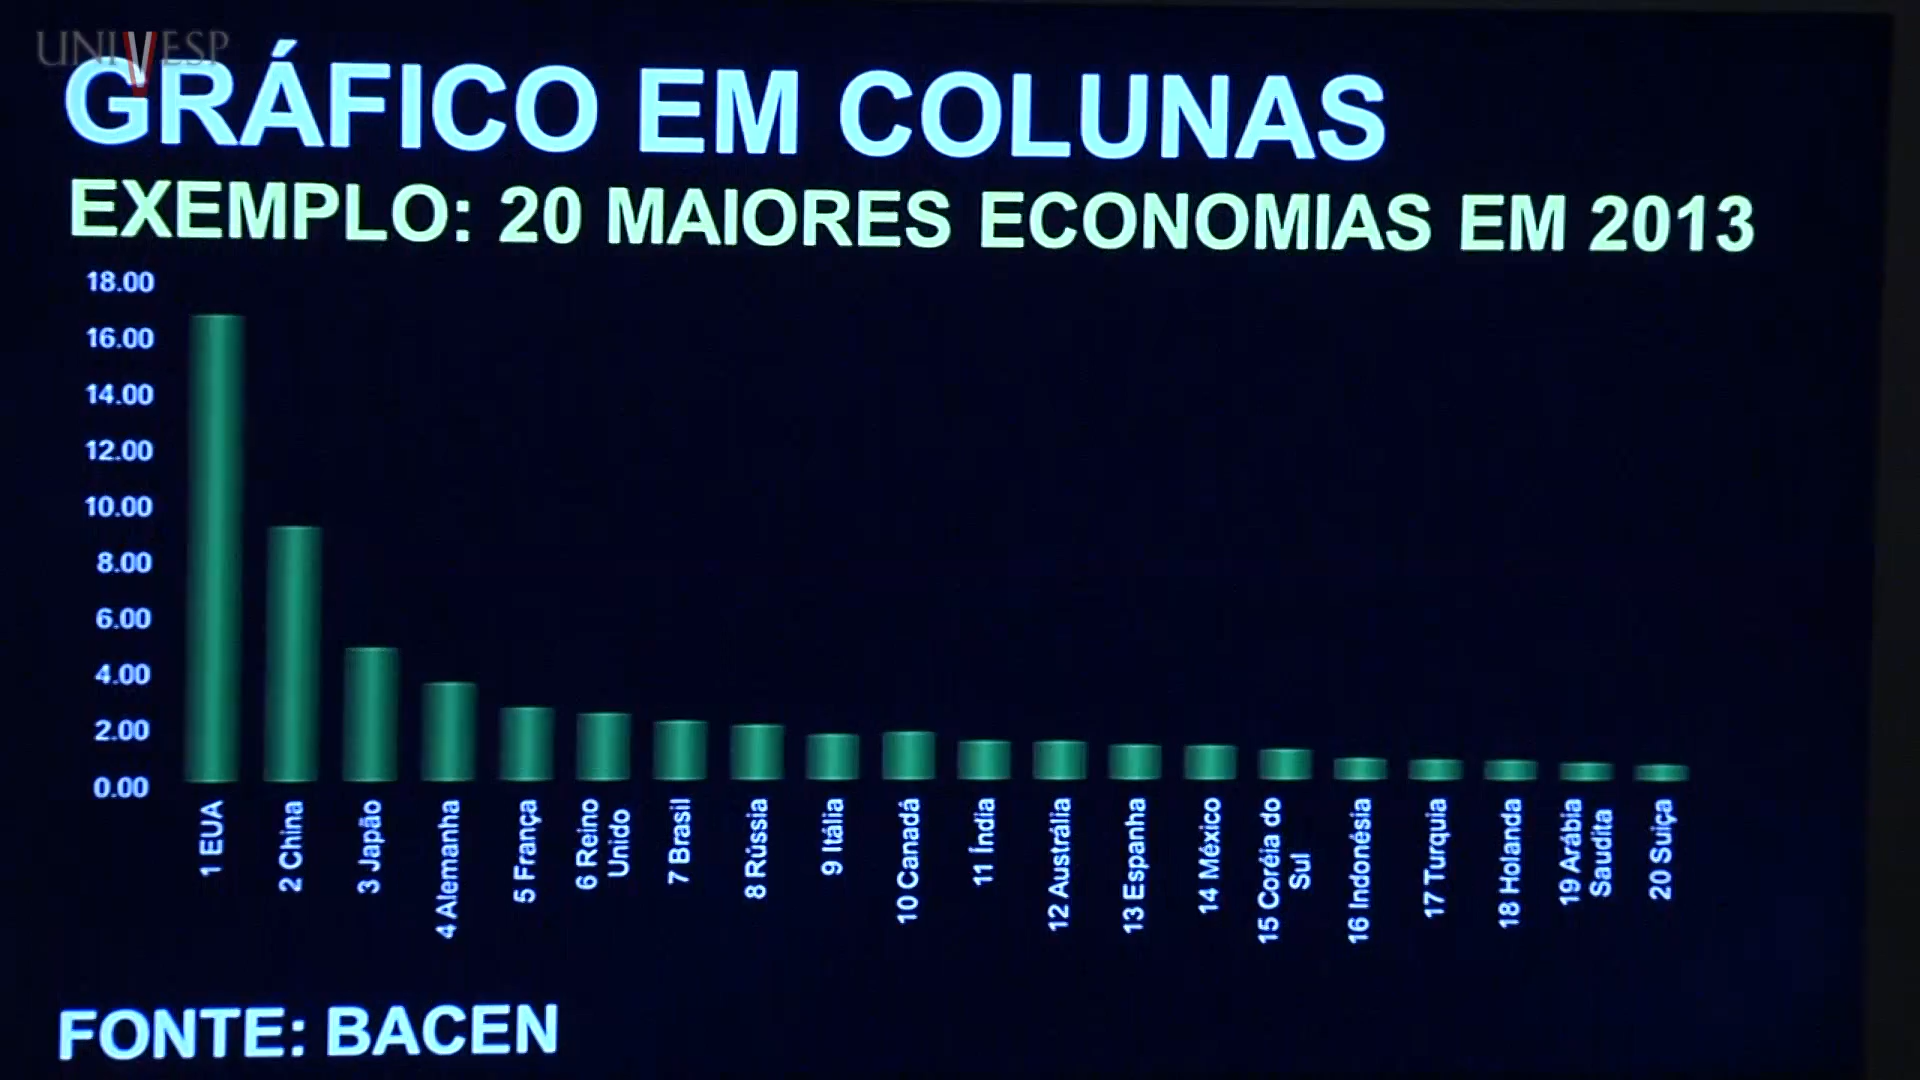 UNIVESP
GRÁFICO EM COLUNAS
EXEMPLO: 20 MAIORES ECONOMIAS EM 2013
18.00
16.00
14.00
12.00
10.00
8.00
6.00
4.00
2.00
0.00
1 EUA
2 China
3 Japão
4 Alemanha
5 França
6 Reino
Unido
7 Brasil
8 Rússia
9 Itália
10 Canadá
11 Índia
12 Austrália
13 Espanha
14 México
15 Coréia do
Sul
16 Indonésia
17 Turquia
18 Holanda
19 Arábia
Saudita
20 Suiça
FONTE: BACEN